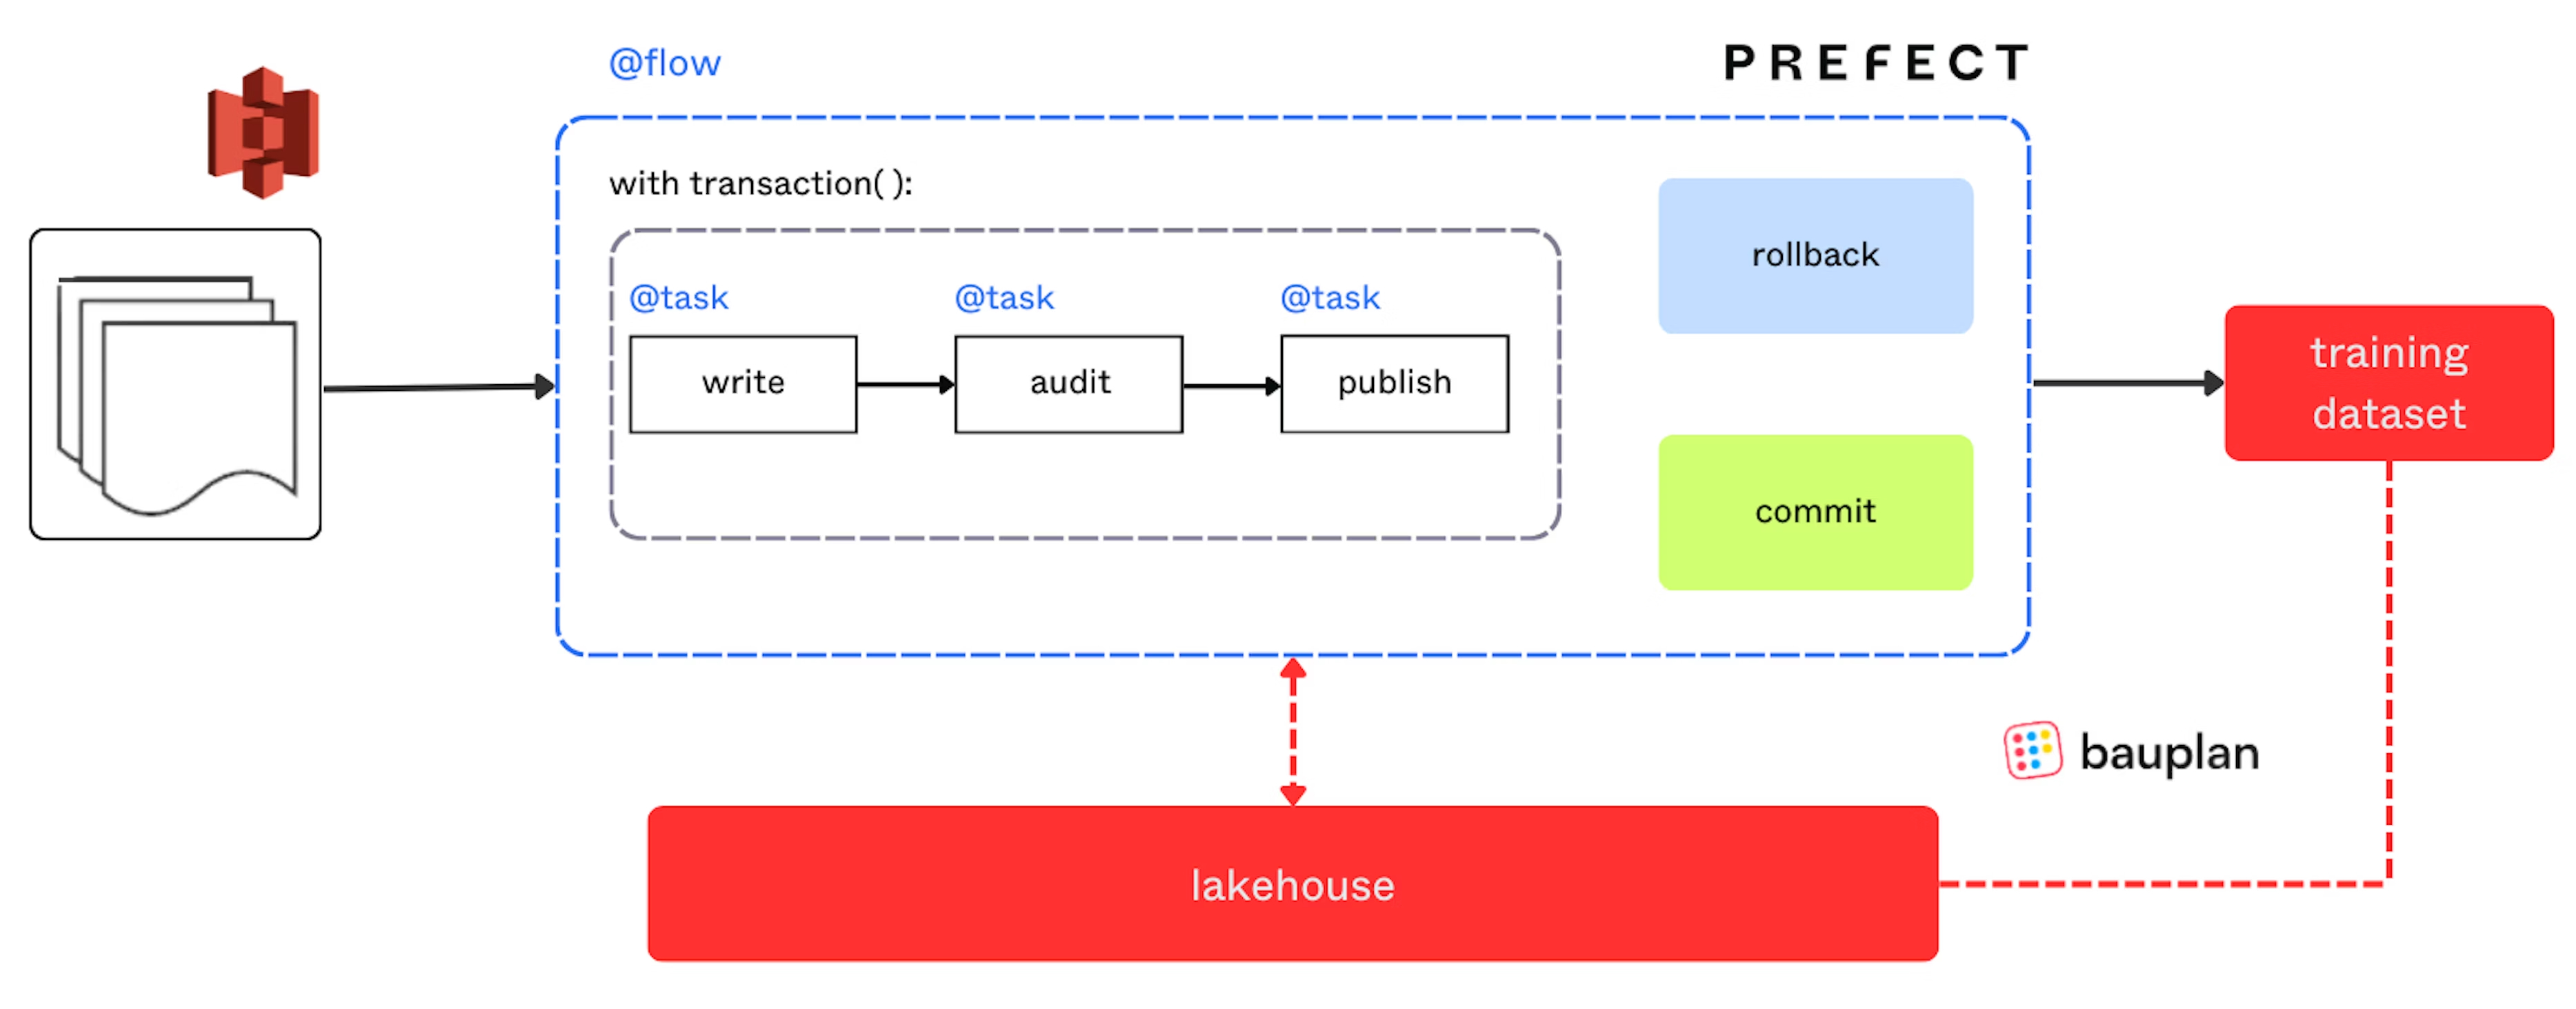 @flow
PREFECT
with transaction( ):
@task
@task
@task
write
audit
publish
rollback
commit
training
dataset
bauplan
lakehouse